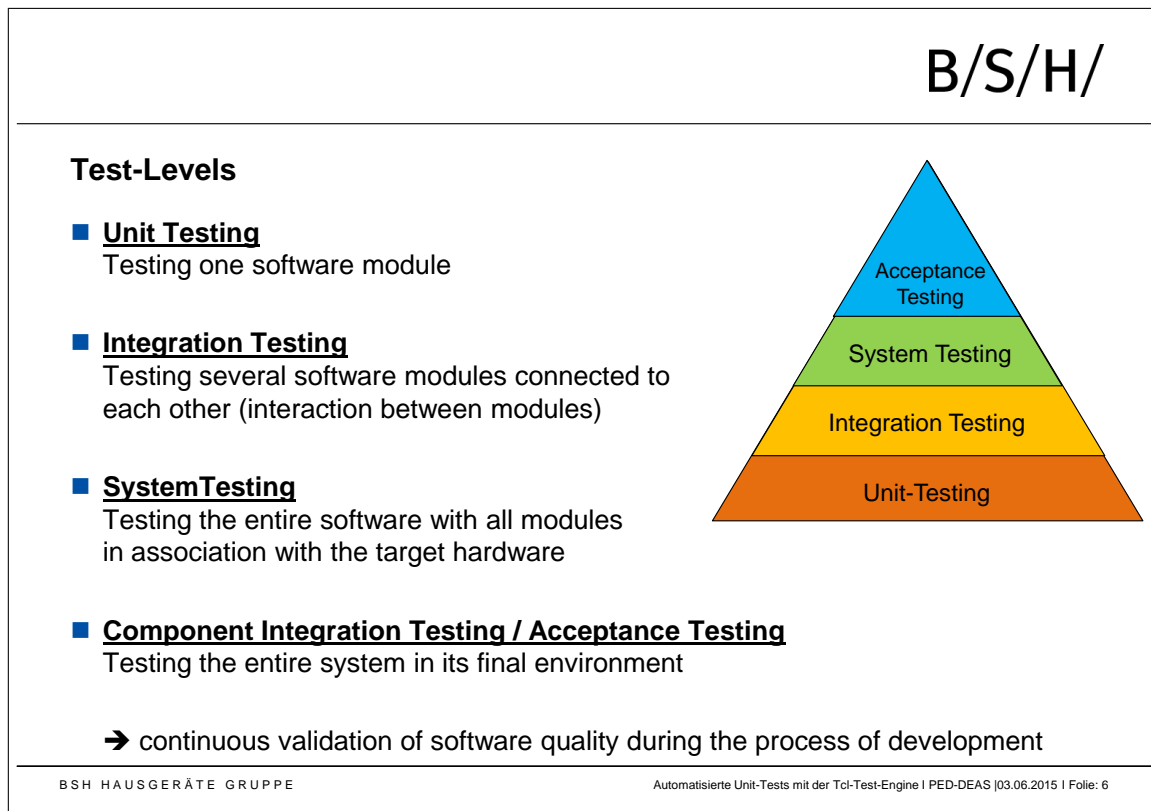 B/S/H/
Test-Levels
Unit Testing
Testing one software module
Integration Testing
Testing several software modules connected to
each other (interaction between modules)
SystemTesting
Testing the entire software with all modules
in association with the target hardware
Component Integration Testing / Acceptance Testing
Testing the entire system in its final environment
➔ continuous validation of software quality during the process of development
Acceptance
Testing
System Testing
Integration Testing
Unit-Testing
BSH HAUSGERÄTE GRUPPE
Automatisierte Unit-Tests mit der Tcl-Test-Engine I PED-DEAS |03.06.2015 I Folie: 6